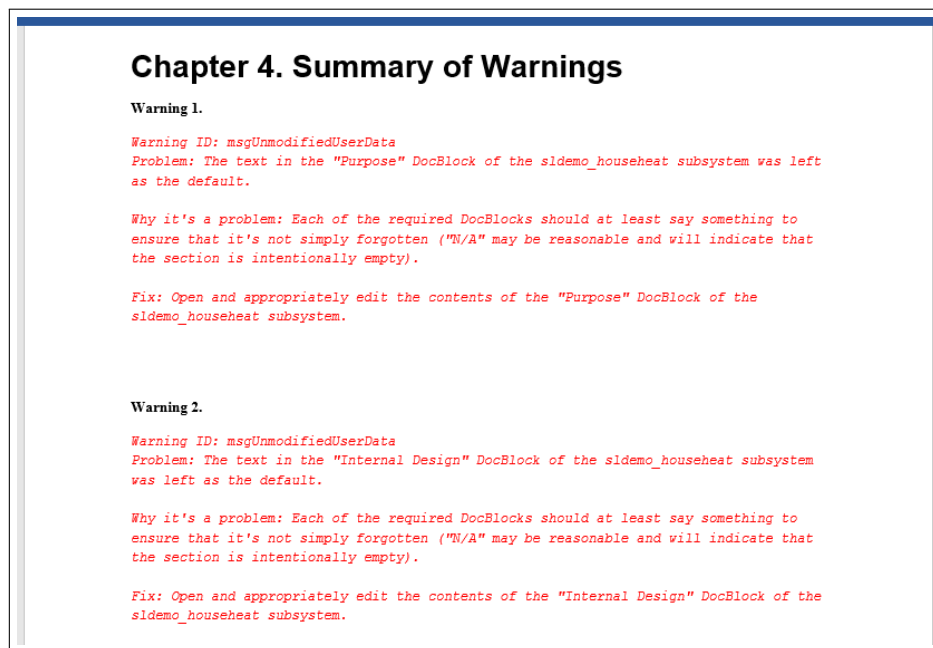 Chapter 4. Summary of Warnings
Warning 1.
Warning ID: msgUnmodifiedUserData
Problem: The text in the "Purpose" DocBlock of the sldemo_househeat subsystem was left
as the default.
Why it's a problem: Each of the required DocBlocks should at least say something to
ensure that it's not simply forgotten ("N/A" may be reasonable and will indicate that
the section is intentionally empty).
Fix: Open and appropriately edit the contents of the "Purpose" DocBlock of the
sldemo_househeat subsystem.
Warning 2.
Warning ID: msgUnmodifiedUserData
Problem: The text in the "Internal Design" DocBlock of the sldemo_househeat subsystem
was left as the default.
Why it's a problem: Each of the required DocBlocks should at least say something to
ensure that it's not simply forgotten ("N/A" may be reasonable and will indicate that
the section is intentionally empty).
Fix: Open and appropriately edit the contents of the "Internal Design" DocBlock of the
sldemo_househeat subsystem.